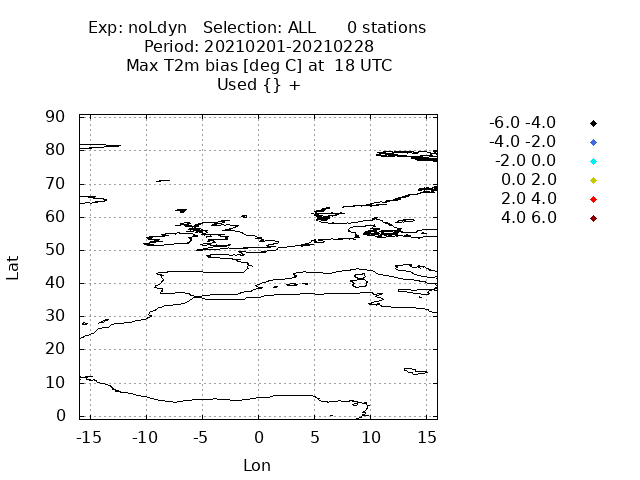 Exp: noLdyn   Selection: ALL      0 stations
Period: 20210201-20210228
Max T2m bias [deg C] at  18 UTC
Used {} +
-6.0 -4.0
-4.0 -2.0
-2.0 0.0
0.0 2.0
2.0 4.0
4.0 6.0
90
80
70
60
50
40
30
20
10
0
Lat
-15 -10 -5 0 5 10 15
Lon